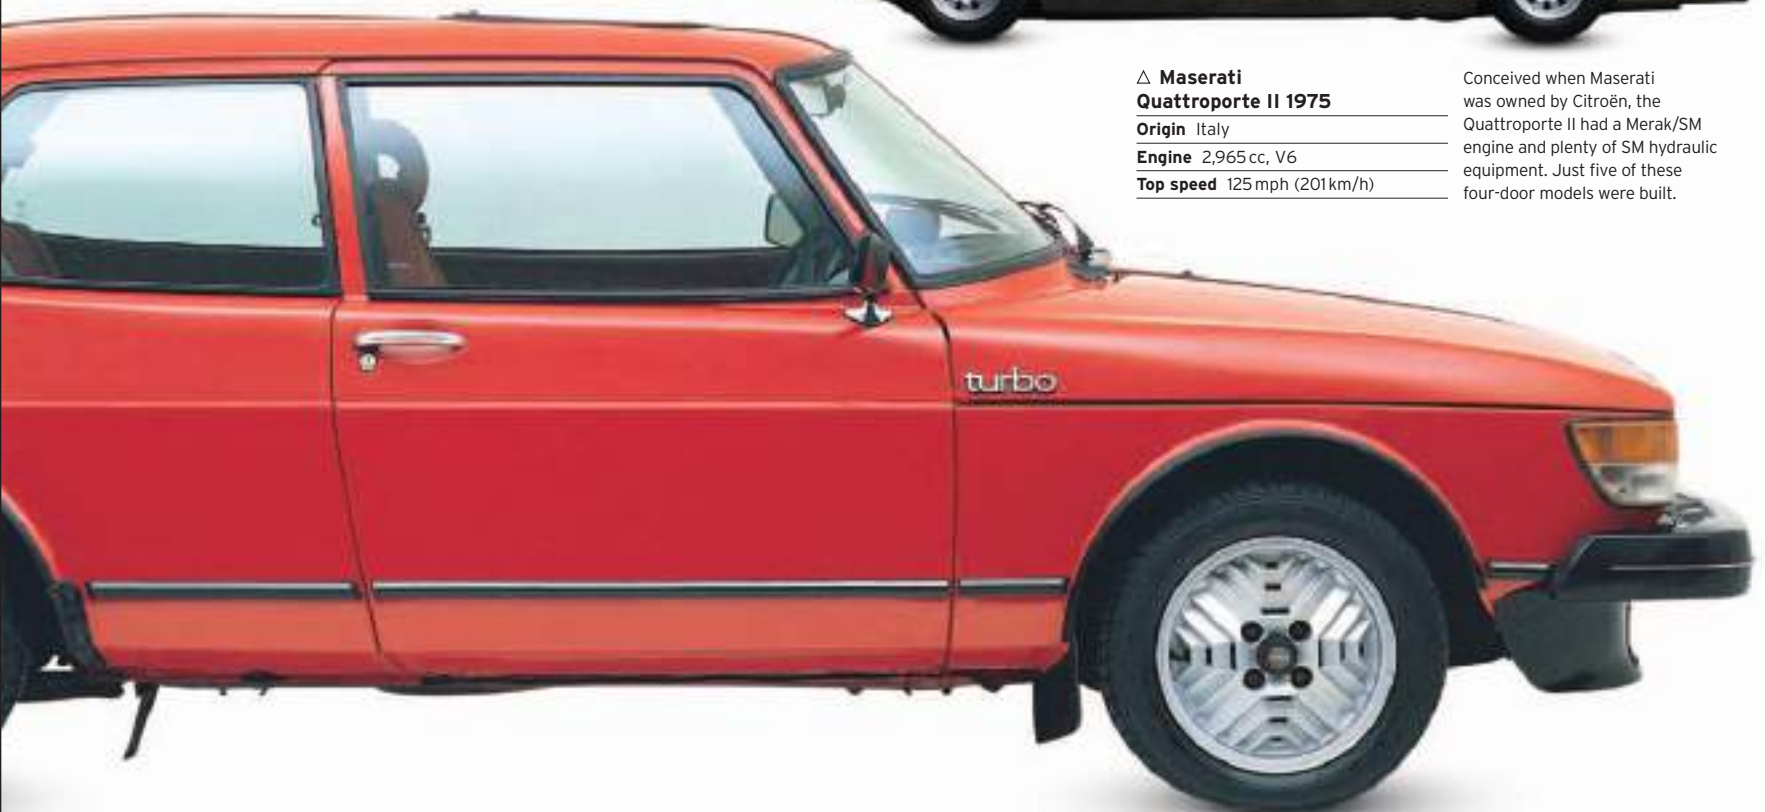 △ Maserati
Quattroporte II 1975
Origin Italy
Engine 2,965 cc, V6
Top speed 125 mph (201 km/h)
Conceived when Maserati
was owned by Citroën, the
Quattroporte II had a Merak/SM
engine and plenty of SM hydraulic
equipment. Just five of these
four-door models were built.
turbo